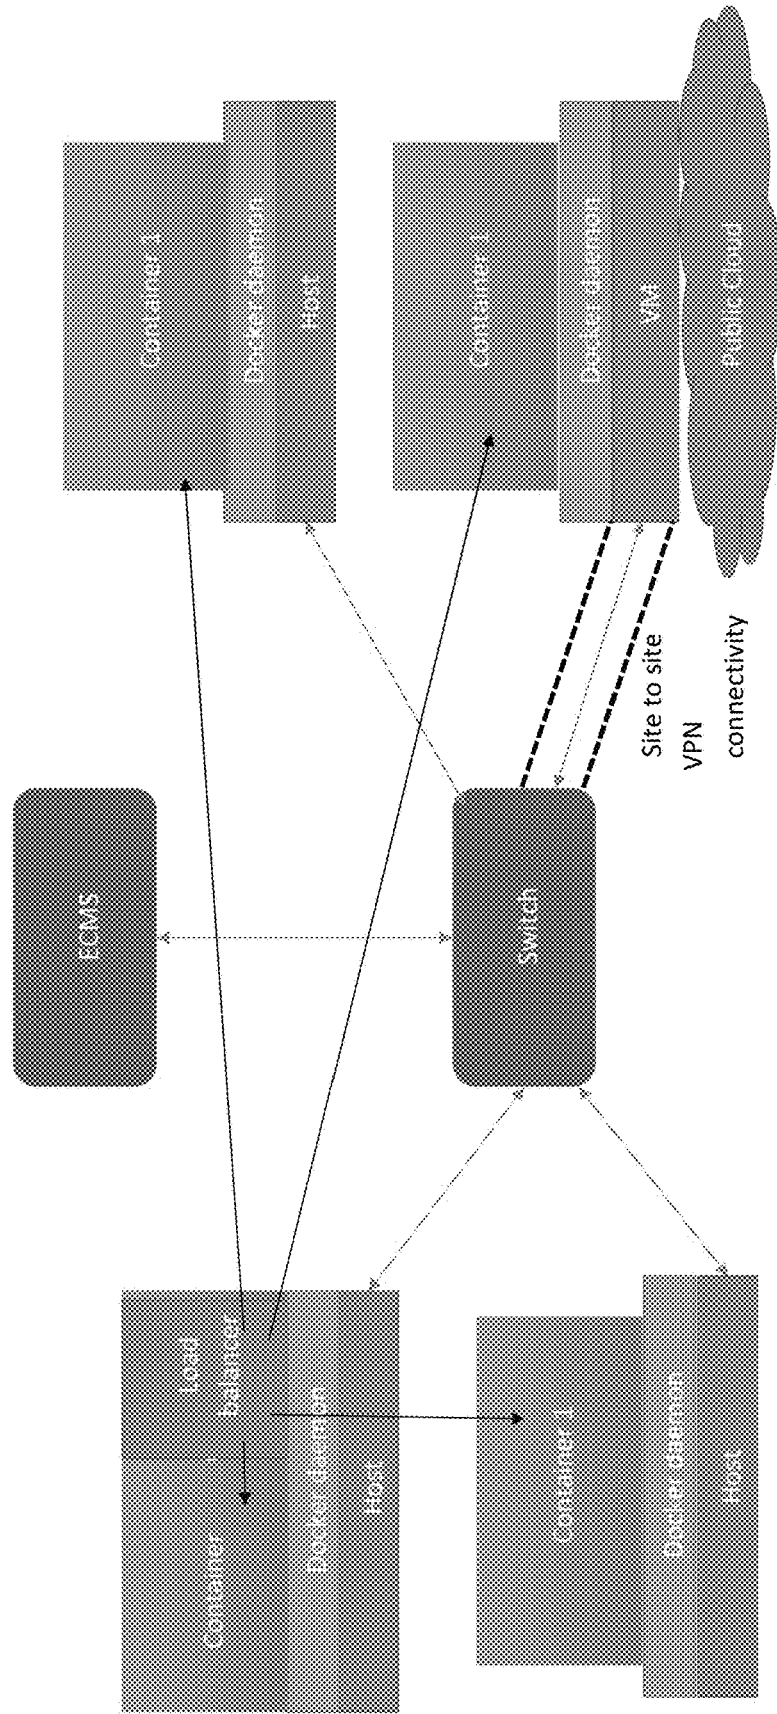 Container
Load
balancer
Docker daemon
Host
ECMS
Container 1
Docker daemon
Host
Container 1
Docker daemon
Host
Switch
Site to site
VPN
connectivity
Container 1
Docker daemon
VM
Public Cloud